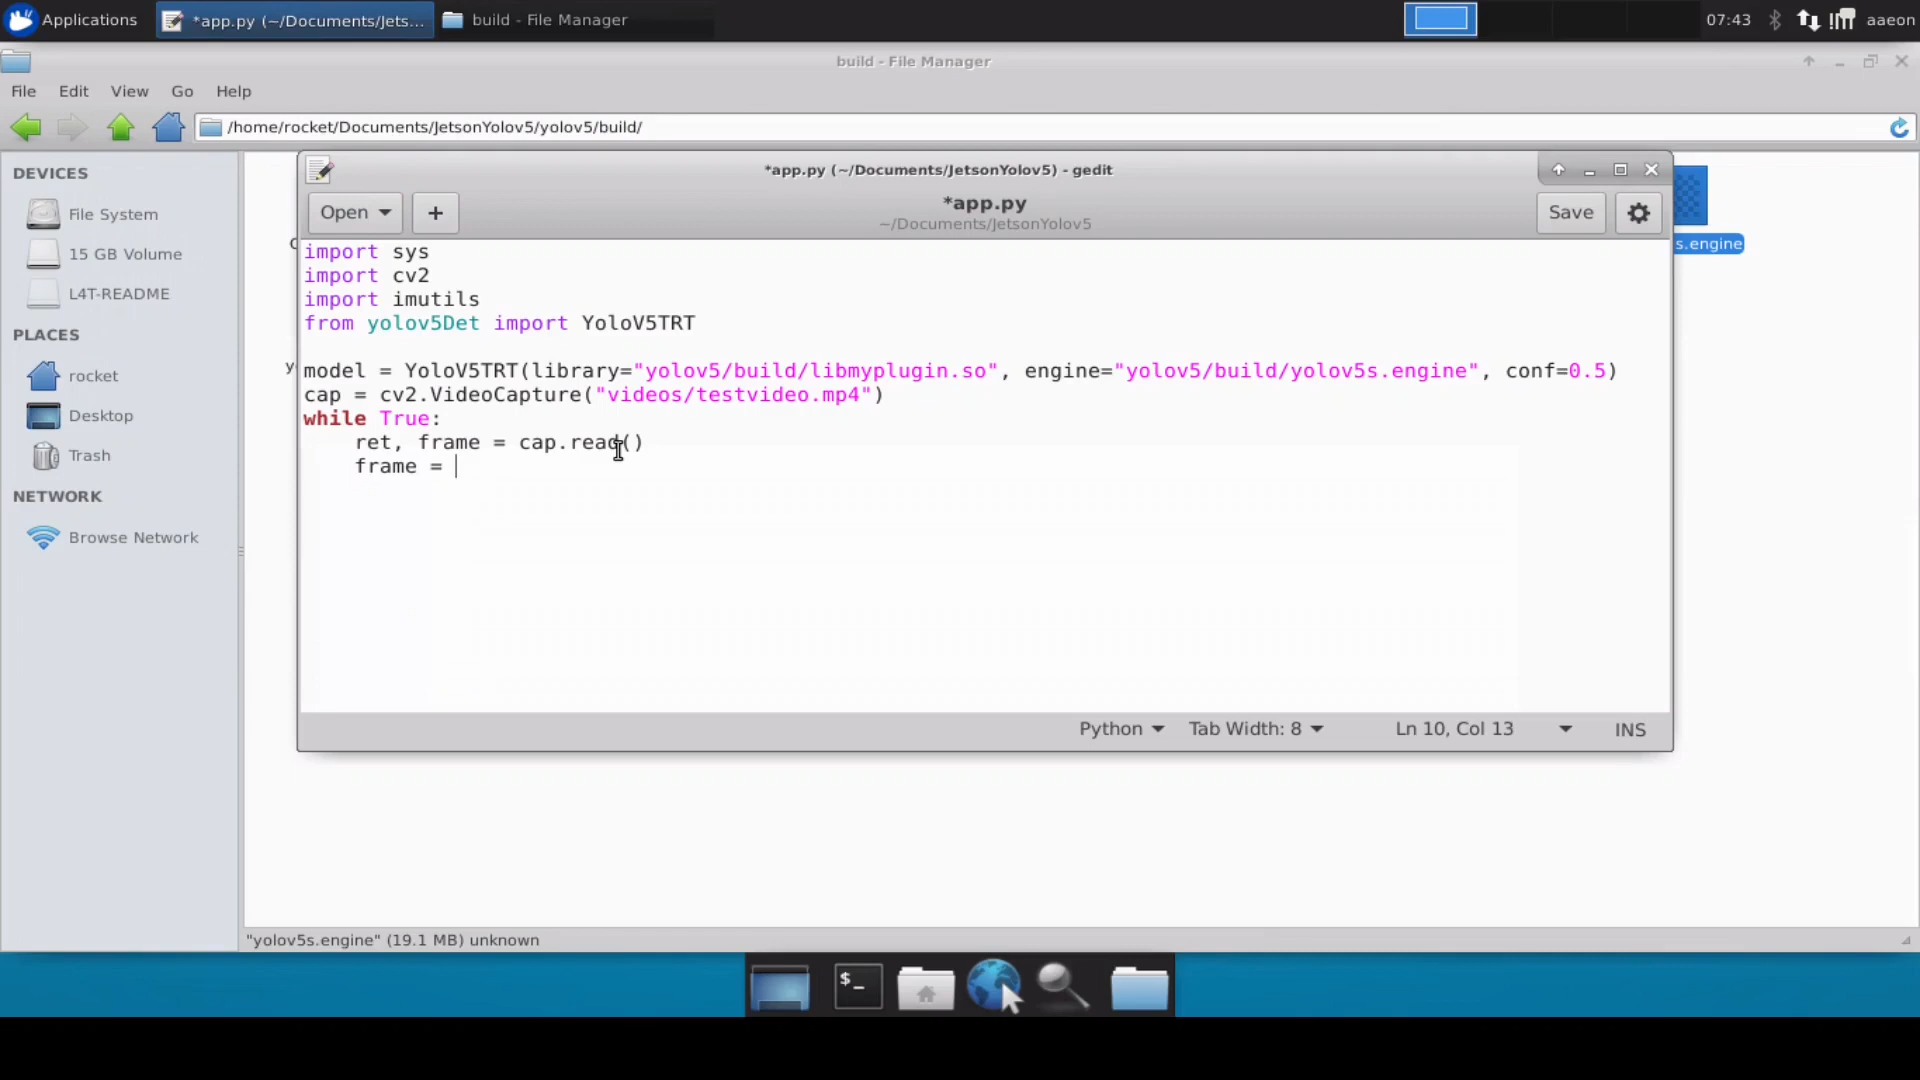 Applications
*app.py (~/Documents/Jets...
build - File Manager
07:43
aaeon
build - File Manager
File Edit View Go Help
/home/rocket/Documents/JetsonYolov5/yolov5/build/
DEVICES
File System
15 GB Volume
L4T-README
PLACES
rocket
Desktop
Trash
NETWORK
Browse Network
*app.py (~/Documents/JetsonYolov5) - gedit
Open
+
*app.py
~/Documents/JetsonYolov5
Save
s.engine
import sys
import cv2
import imutils
from yolov5Det import YoloV5TRT
model = YoloV5TRT(library="yolov5/build/libmyplugin.so", engine="yolov5/build/yolov5s.engine", conf=0.5)
cap = cv2.VideoCapture("videos/testvideo.mp4")
while True:
    ret, frame = cap.read()
    frame =
Python
Tab Width: 8
Ln 10, Col 13
INS
"yolov5s.engine" (19.1 MB) unknown
$_